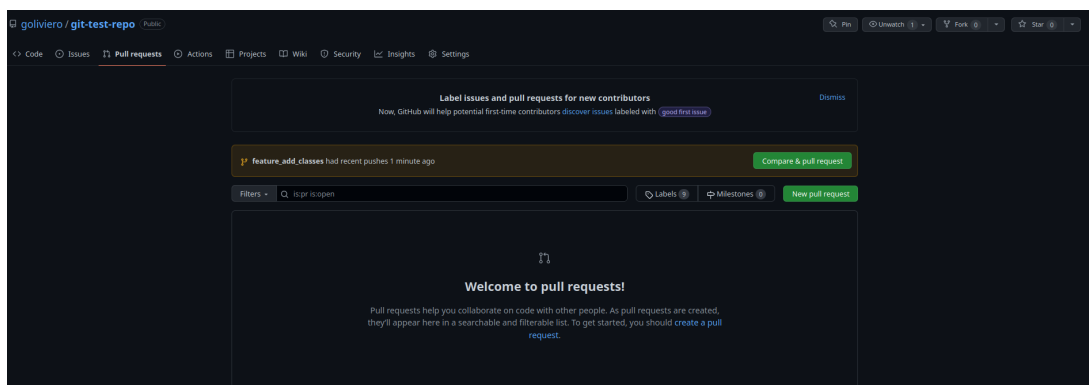 goliviero / git-test-repo Public
Pin Unwatch 1 Fork 0 Star 0
Code Issues Pull requests Actions Projects Wiki Security Insights Settings
Label issues and pull requests for new contributors
Dismiss
Now, GitHub will help potential first-time contributors discover issues labeled with good first issue
feature_add_classes had recent pushes 1 minute ago Compare & pull request
Filters is:pr is:open Labels 9 Milestones 0 New pull request
Welcome to pull requests!
Pull requests help you collaborate on code with other people. As pull requests are created,
they'll appear here in a searchable and filterable list. To get started, you should create a pull
request.